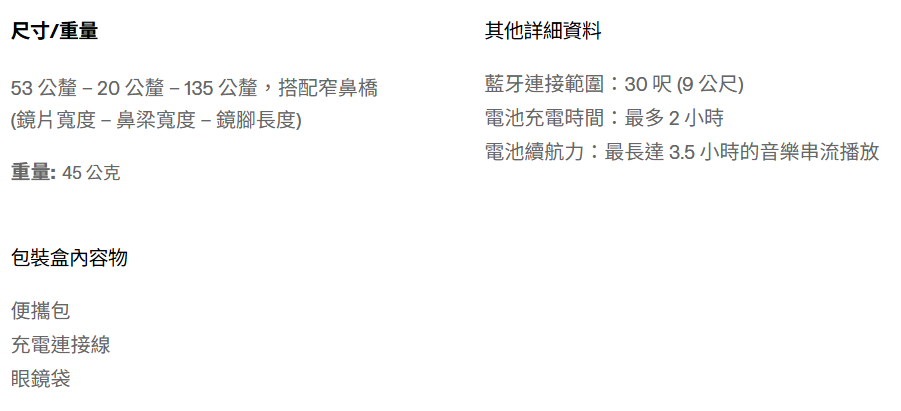 尺寸/重量
53 公釐 – 20 公釐 – 135 公釐，搭配窄鼻橋
(鏡片寬度 – 鼻梁寬度 – 鏡腳長度)
重量: 45 公克
包裝盒內容物
便攜包
充電連接線
眼鏡袋
其他詳細資料
藍牙連接範圍：30 呎 (9 公尺)
電池充電時間：最多 2 小時
電池續航力：最長達 3.5 小時的音樂串流播放